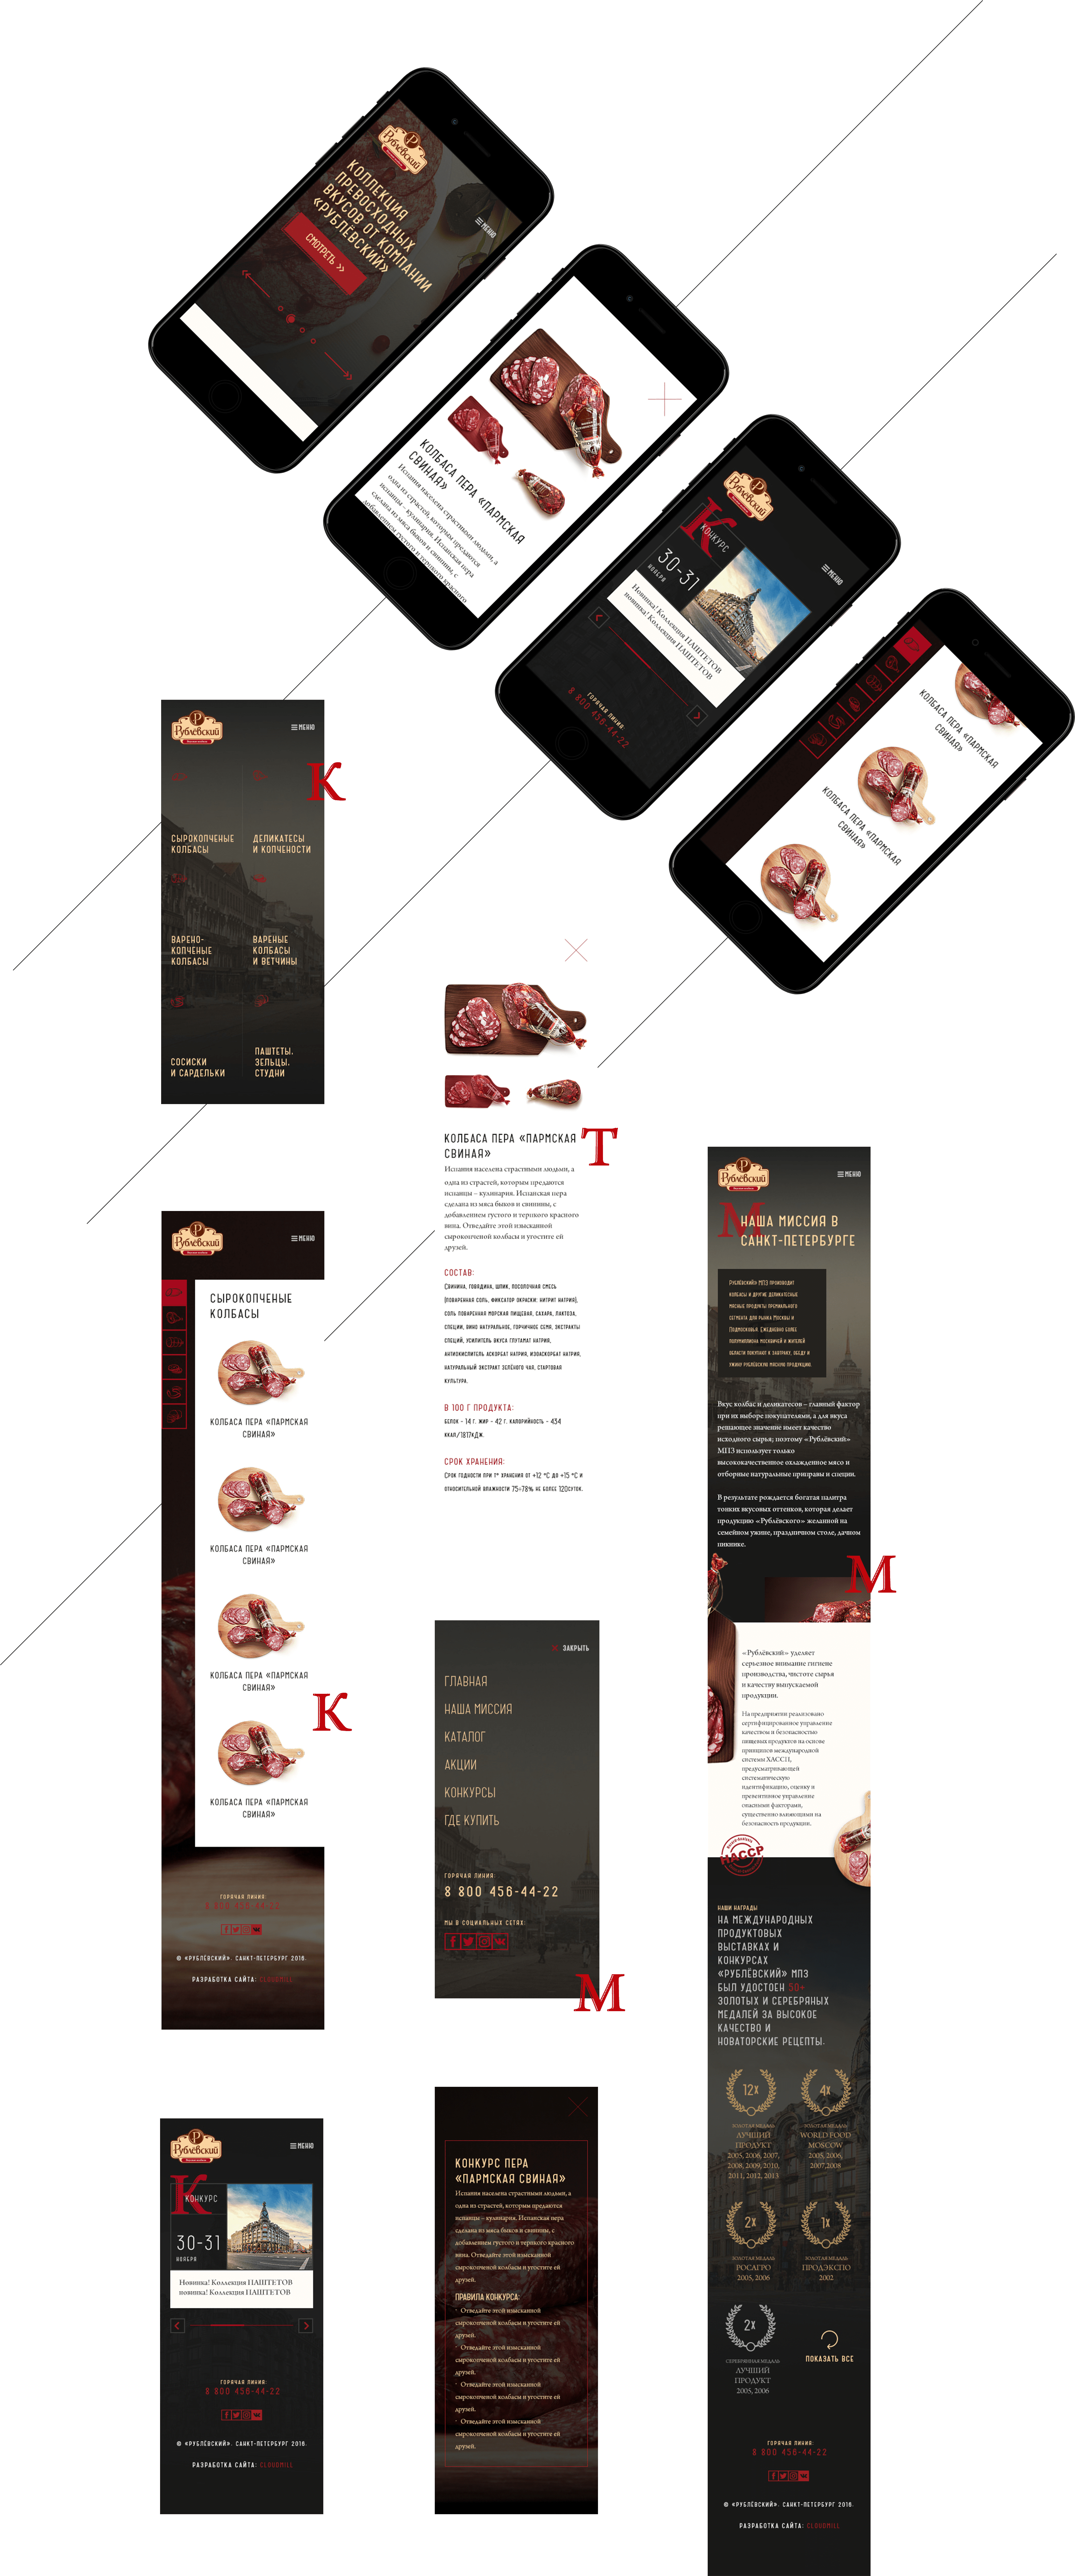 Рублёвский
МЕНЮ
КОЛЛЕКЦИЯ
ПРЕВОСХОДНЫХ
ВКУСОВ ОТ КОМПАНИИ
«РУБЛЕВСКИЙ»
СМОТРЕТЬ >>
КОЛБАСА ПЕРА «ПАРМСКАЯ
СВИНАЯ»
Испания населена страстными людьми, а
одна из страстей, которым предаются
испанцы – кулинария. Испанская пера
сделана из мяса быков и свинины, с
добавлением густого и терпкого красного
Рублёвский
МЕНЮ
К
КОНКУРС
30-31
НОЯБРЯ
Новинка! Коллекция ПАШТЕТОВ
новинка! Коллекция ПАШТЕТОВ
ГОРЯЧАЯ ЛИНИЯ:
8 800 456-44-22
КОЛБАСА ПЕРА «ПАРМСКАЯ
СВИНАЯ»
КОЛБАСА ПЕРА «ПАРМСКАЯ
СВИНАЯ»
Рублёвский
МЕНЮ
К
СЫРОКОПЧЕНЫЕ
КОЛБАСЫ
ДЕЛИКАТЕСЫ
И КОПЧЕНОСТИ
ВАРЕНО-
КОПЧЕНЫЕ
КОЛБАСЫ
ВАРЕНЫЕ
КОЛБАСЫ
И ВЕТЧИНЫ
СОСИСКИ
И САРДЕЛЬКИ
ПАШТЕТЫ,
ЗЕЛЬЦЫ,
СТУДНИ
Рублёвский
МЕНЮ
СЫРОКОПЧЕНЫЕ
КОЛБАСЫ
КОЛБАСА ПЕРА «ПАРМСКАЯ
СВИНАЯ»
КОЛБАСА ПЕРА «ПАРМСКАЯ
СВИНАЯ»
КОЛБАСА ПЕРА «ПАРМСКАЯ
СВИНАЯ»
К
КОЛБАСА ПЕРА «ПАРМСКАЯ
СВИНАЯ»
ГОРЯЧАЯ ЛИНИЯ:
8 800 456-44-22
© «РУБЛЁВСКИЙ». САНКТ-ПЕТЕРБУРГ 2016.
РАЗРАБОТКА САЙТА: CLOUDMILL
Рублёвский
МЕНЮ
К
КОНКУРС
30-31
НОЯБРЯ
Новинка! Коллекция ПАШТЕТОВ
новинка! Коллекция ПАШТЕТОВ
ГОРЯЧАЯ ЛИНИЯ:
8 800 456-44-22
© «РУБЛЁВСКИЙ». САНКТ-ПЕТЕРБУРГ 2016.
РАЗРАБОТКА САЙТА: CLOUDMILL
Т
КОЛБАСА ПЕРА «ПАРМСКАЯ
СВИНАЯ»
Испания населена страстными людьми, а
одна из страстей, которым предаются
испанцы – кулинария. Испанская пера
сделана из мяса быков и свинины, с
добавлением густого и терпкого красного
вина. Отведайте этой изысканной
сырокопченой колбасы и угостите ей
друзей.
СОСТАВ:
Свинина, говядина, шпик, посолочная смесь
(поваренная соль, фиксатор окраски: нитрит натрия),
соль поваренная морская пищевая, сахара, лактоза,
специи, вино натуральное, горчичное семя, экстракты
специй, усилитель вкуса глутамат натрия,
антиокислитель аскорбат натрия, изоаскорбат натрия,
натуральный экстракт зелёного чая, стартовая
культура.
В 100 Г ПРОДУКТА:
белок - 14 г. жир - 42 г. калорийность - 434
ккал/1817кДж.
СРОК ХРАНЕНИЯ:
Срок годности при t° хранения от +12 °С до +15 °С и
относительной влажности 75-78% не более 120суток.
ЗАКРЫТЬ
ГЛАВНАЯ
НАША МИССИЯ
КАТАЛОГ
АКЦИИ
КОНКУРСЫ
ГДЕ КУПИТЬ
ГОРЯЧАЯ ЛИНИЯ:
8 800 456-44-22
МЫ В СОЦИАЛЬНЫХ СЕТЯХ:
М
КОНКУРС ПЕРА
«ПАРМСКАЯ СВИНАЯ»
Испания населена страстными людьми, а
одна из страстей, которым предаются
испанцы – кулинария. Испанская пера
сделана из мяса быков и свинины, с
добавлением густого и терпкого красного
вина. Отведайте этой изысканной
сырокопченой колбасы и угостите ей
друзей.
ПРАВИЛА КОНКУРСА:
· Отведайте этой изысканной
сырокопченой колбасы и угостите ей
друзей.
· Отведайте этой изысканной
сырокопченой колбасы и угостите ей
друзей.
· Отведайте этой изысканной
сырокопченой колбасы и угостите ей
друзей.
· Отведайте этой изысканной
сырокопченой колбасы и угостите ей
друзей.
Рублёвский
МЕНЮ
М
НАША МИССИЯ В
САНКТ-ПЕТЕРБУРГЕ
Рублёвский» МПЗ производит
колбасы и другие деликатесные
мясные продукты премиального
сегмента для рынка Москвы и
Подмосковья. Ежедневно более
полумиллиона москвичей и жителей
области покупают к завтраку, обеду и
ужину рублёвскую мясную продукцию.
Вкус колбас и деликатесов – главный фактор
при их выборе покупателями, а для вкуса
решающее значение имеет качество
исходного сырья; поэтому «Рублёвский»
МПЗ использует только
высококачественное охлажденное мясо и
отборные натуральные приправы и специи.
В результате рождается богатая палитра
тонких вкусовых оттенков, которая делает
продукцию «Рублёвского» желанной на
семейном ужине, праздничном столе, дачном
пикнике.
М
«Рублёвский» уделяет
серьезное внимание гигиене
производства, чистоте сырья
и качеству выпускаемой
продукции.
На предприятии реализовано
сертифицированное управление
качеством и безопасностью
пищевых продуктов на основе
принципов международной
системы ХАССП,
предусматривающей
систематическую
идентификацию, оценку и
превентивное управление
опасными факторами,
существенно влияющими на
безопасность продукции.
HACCP
НАШИ НАГРАДЫ
НА МЕЖДУНАРОДНЫХ
ПРОДУКТОВЫХ
ВЫСТАВКАХ И
КОНКУРСАХ
«РУБЛЁВСКИЙ» МПЗ
БЫЛ УДОСТОЕН 50+
ЗОЛОТЫХ И СЕРЕБРЯНЫХ
МЕДАЛЕЙ ЗА ВЫСОКОЕ
КАЧЕСТВО И
НОВАТОРСКИЕ РЕЦЕПТЫ.
12x
ЗОЛОТАЯ МЕДАЛЬ
ЛУЧШИЙ
ПРОДУКТ
2005, 2006, 2007,
2008, 2009, 2010,
2011, 2012, 2013
4x
ЗОЛОТАЯ МЕДАЛЬ
WORLD FOOD
MOSCOW
2005, 2006,
2007,2008
2x
ЗОЛОТАЯ МЕДАЛЬ
РОСАГРО
2005, 2006
1x
ЗОЛОТАЯ МЕДАЛЬ
ПРОДЭКСПО
2002
2x
СЕРЕБРЯННАЯ МЕДАЛЬ
ЛУЧШИЙ
ПРОДУКТ
2005, 2006
ПОКАЗАТЬ ВСЕ
ГОРЯЧАЯ ЛИНИЯ:
8 800 456-44-22
© «РУБЛЁВСКИЙ». САНКТ-ПЕТЕРБУРГ 2016.
РАЗРАБОТКА САЙТА: CLOUDMILL